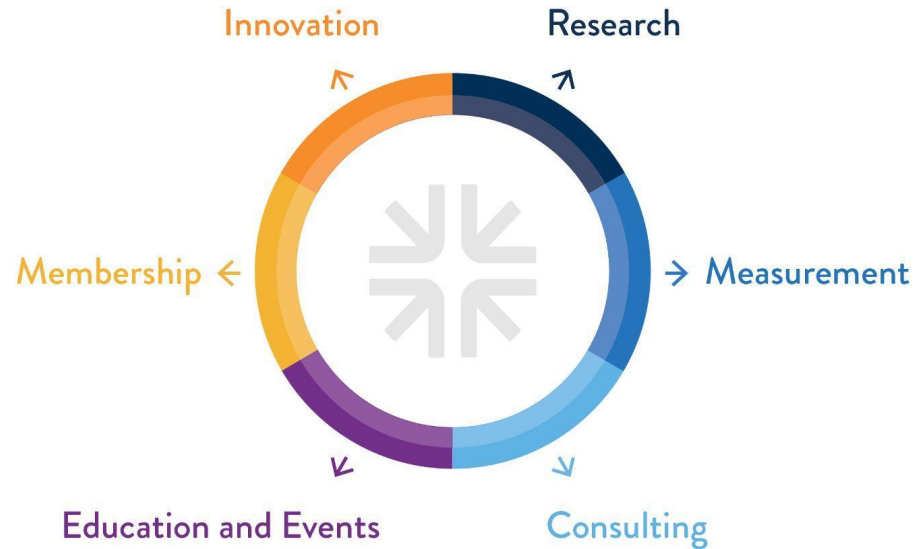 Innovation
Research
Membership
Measurement
Education and Events
Consulting